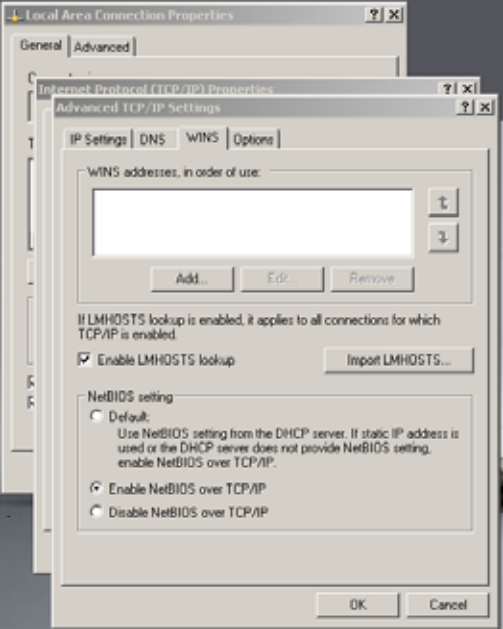 Local Area Connection Properties
General
Advanced
Internet Protocol (TCP/IP) Properties
Advanced TCP/IP Settings
IP Settings
DNS
WINS
Options
WINS addresses, in order of use:
Add...
Edit...
Remove
If LMHOSTS lookup is enabled, it applies to all connections for which
TCP/IP is enabled.
Enable LMHOSTS lookup
Import LMHOSTS...
NetBIOS setting
Default:
Use NetBIOS setting from the DHCP server. If static IP address is
used or the DHCP server does not provide NetBIOS setting,
enable NetBIOS over TCP/IP.
Enable NetBIOS over TCP/IP
Disable NetBIOS over TCP/IP
OK
Cancel